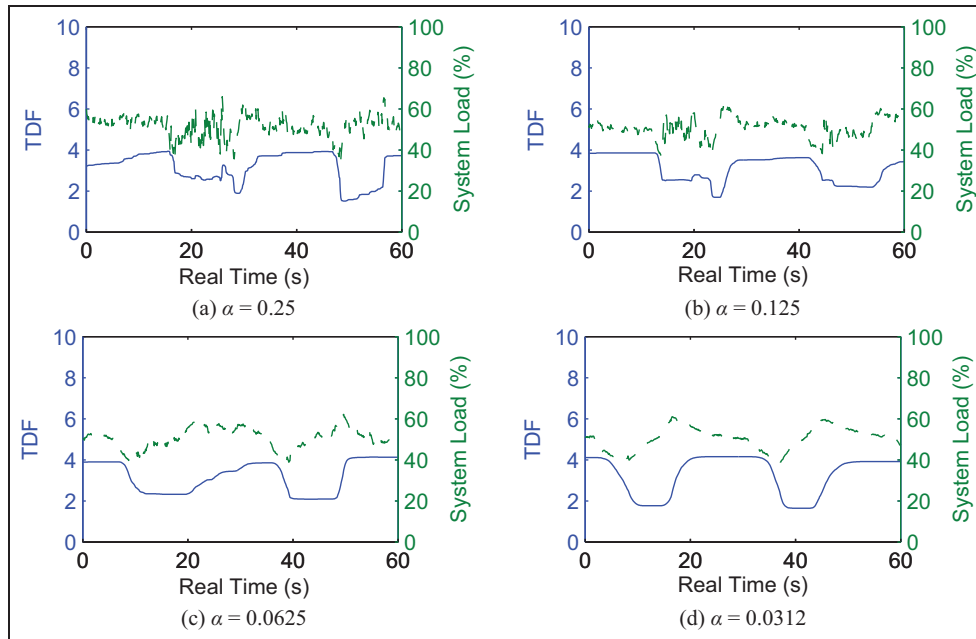 10 100
8 80
6 60
4 40
2 20
0 0
TDF
System Load (%)
0 20 40 60
Real Time (s)
(a) α = 0.25
10 100
8 80
6 60
4 40
2 20
0 0
TDF
System Load (%)
0 20 40 60
Real Time (s)
(b) α = 0.125
10 100
8 80
6 60
4 40
2 20
0 0
TDF
System Load (%)
0 20 40 60
Real Time (s)
(c) α = 0.0625
10 100
8 80
6 60
4 40
2 20
0 0
TDF
System Load (%)
0 20 40 60
Real Time (s)
(d) α = 0.0312